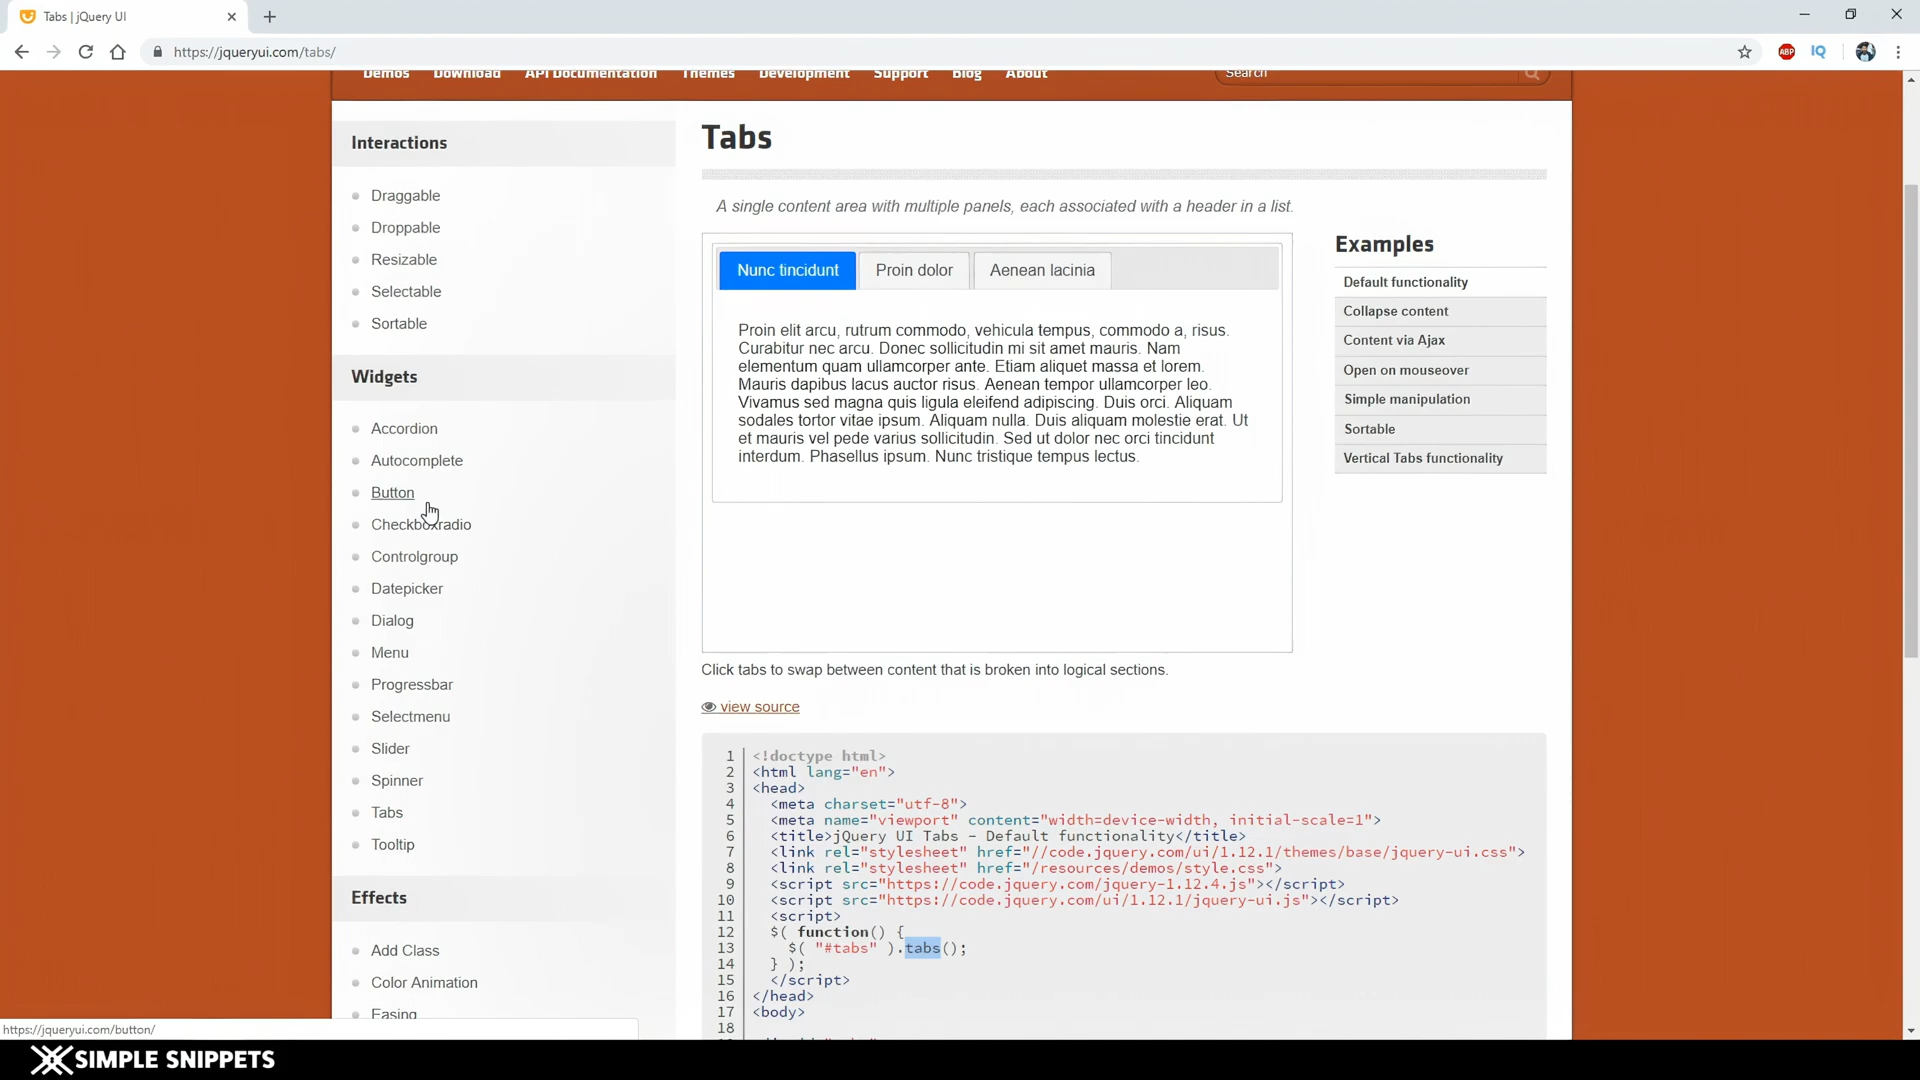 Tabs | jQuery UI
https://jqueryui.com/tabs/
ABP
IQ
Demos Download API Documentation Themes Development Support Blog About
Search
Interactions
Draggable
Droppable
Resizable
Selectable
Sortable
Widgets
Accordion
Autocomplete
Button
Checkboxradio
Controlgroup
Datepicker
Dialog
Menu
Progressbar
Selectmenu
Slider
Spinner
Tabs
Tooltip
Effects
Add Class
Color Animation
Easing
https://jqueryui.com/button/
Tabs
A single content area with multiple panels, each associated with a header in a list.
Nunc tincidunt Proin dolor Aenean lacinia
Proin elit arcu, rutrum commodo, vehicula tempus, commodo a, risus.
Curabitur nec arcu. Donec sollicitudin mi sit amet mauris. Nam
elementum quam ullamcorper ante. Etiam aliquet massa et lorem.
Mauris dapibus lacus auctor risus. Aenean tempor ullamcorper leo.
Vivamus sed magna quis ligula eleifend adipiscing. Duis orci. Aliquam
sodales tortor vitae ipsum. Aliquam nulla. Duis aliquam molestie erat. Ut
et mauris vel pede varius sollicitudin. Sed ut dolor nec orci tincidunt
interdum. Phasellus ipsum. Nunc tristique tempus lectus.
Examples
Default functionality
Collapse content
Content via Ajax
Open on mouseover
Simple manipulation
Sortable
Vertical Tabs functionality
Click tabs to swap between content that is broken into logical sections.
view source
1 <!doctype html>
2 <html lang="en">
3 <head>
4 <meta charset="utf-8">
5 <meta name="viewport" content="width=device-width, initial-scale=1">
6 <title>jQuery UI Tabs - Default functionality</title>
7 <link rel="stylesheet" href="//code.jquery.com/ui/1.12.1/themes/base/jquery-ui.css">
8 <link rel="stylesheet" href="/resources/demos/style.css">
9 <script src="https://code.jquery.com/jquery-1.12.4.js"></script>
10 <script src="https://code.jquery.com/ui/1.12.1/jquery-ui.js"></script>
11 <script>
12 $( function() {
13 $( "#tabs" ).tabs();
14 } );
15 </script>
16 </head>
17 <body>
18
SIMPLE SNIPPETS